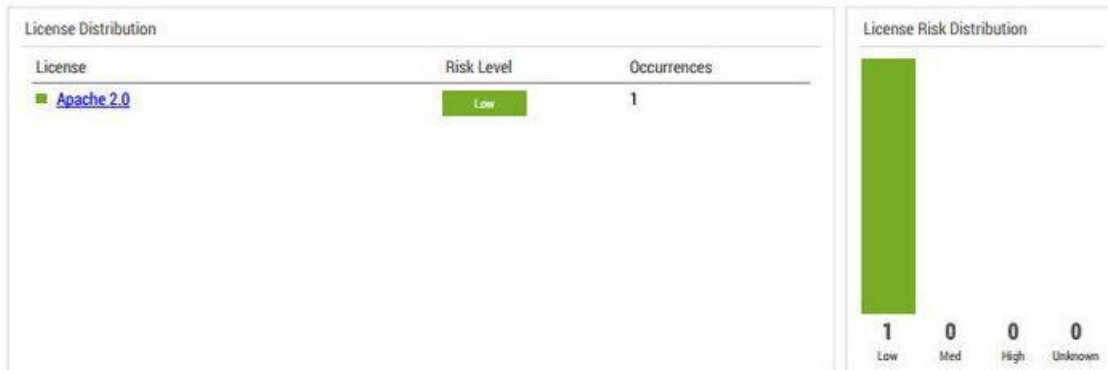 License Distribution
License Risk Distribution
License Risk Level Occurrences
Apache 2.0 Low 1
1 0 0 0
Low Med High Unknown